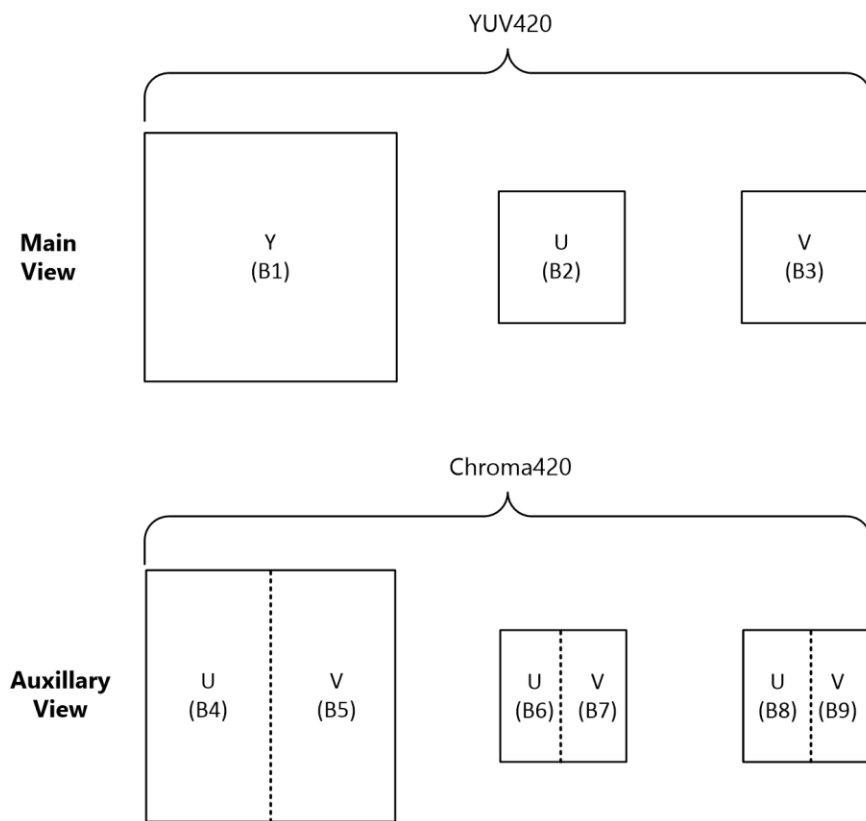 YUV420
Main
View
Y
(B1)
U
(B2)
V
(B3)
Chroma420
Auxillary
View
U
(B4)
V
(B5)
U
(B6)
V
(B7)
U
(B8)
V
(B9)